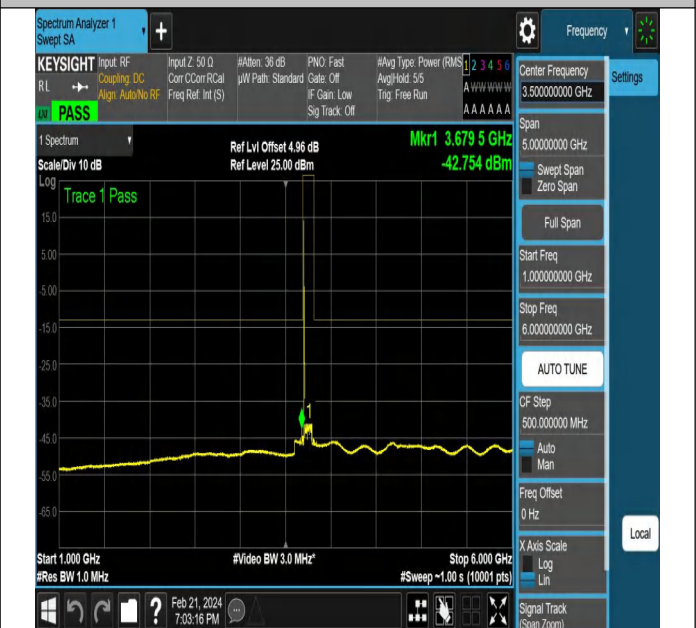 Spectrum Analyzer 1
Swept SA
+
Frequency
KEYSIGHT
RL
PASS
Input: RF
Coupling: DC
Align: Auto/No RF
Input Z: 50 Ω
Corr CCorr RCal
Freq Ref: Int (S)
#Atten: 36 dB
µW Path: Standard
PNO: Fast
Gate: Off
IF Gain: Low
Sig Track: Off
#Avg Type: Power (RMS
Avg|Hold: 5/5
Trig: Free Run
1 2 3 4 5 6
A W W W W W
A A A A A A
1 Spectrum
Scale/Div 10 dB
Log
Ref Lvl Offset 4.96 dB
Ref Level 25.00 dBm
Mkr1 3.679 5 GHz
-42.754 dBm
Trace 1 Pass
15.0
5.00
-5.00
-15.0
-25.0
-35.0
-45.0
-55.0
-65.0
1
Start 1.000 GHz
#Res BW 1.0 MHz
#Video BW 3.0 MHz*
Stop 6.000 GHz
#Sweep ~1.00 s (10001 pts)
?
Feb 21, 2024
7:03:16 PM
Center Frequency
3.500000000 GHz
Settings
Span
5.00000000 GHz
Swept Span
Zero Span
Full Span
Start Freq
1.000000000 GHz
Stop Freq
6.000000000 GHz
AUTO TUNE
CF Step
500.000000 MHz
Auto
Man
Freq Offset
0 Hz
Local
X Axis Scale
Log
Lin
Signal Track
(Span Zoom)